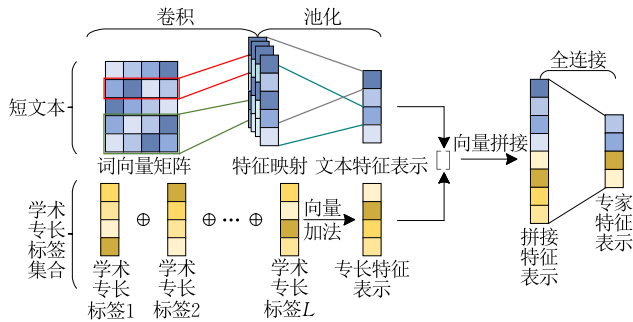 卷积
池化
全连接
短文本
词向量矩阵
特征映射
文本特征表示
[ ]
向量拼接
学术
专长
标签
集合
⊕
⊕
…
⊕
向量
加法
学术
专长
标签1
学术
专长
标签2
学术
专长
标签L
专长特征
表示
拼接
特征
表示
专家
特征
表示